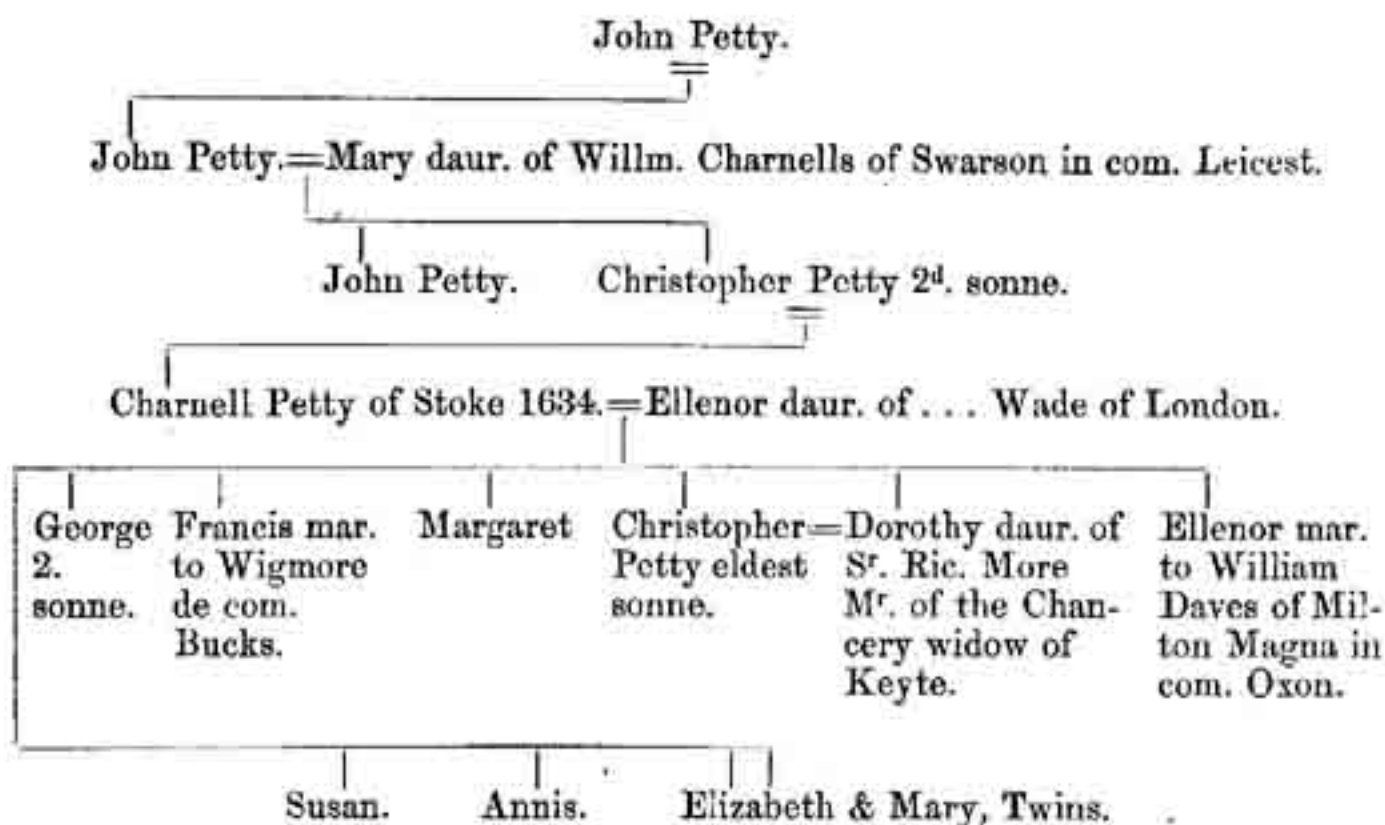 John Petty.
John Petty.=Mary daur. of Willm. Charnells of Swarson in com. Leicest.
John Petty. Christopher Petty 2d. sonne.
Charnell Petty of Stoke 1634.=Ellenor daur. of . . . Wade of London.
George
2.
sonne.
Francis mar.
to Wigmore
de com.
Bucks.
Margaret
Christopher=
Petty eldest
sonne.
Dorothy daur. of
Sr. Ric. More
Mr. of the Chan-
cery widow of
Keyte.
Ellenor mar.
to William
Daves of Mil-
ton Magna in
com. Oxon.
Susan. Annis. Elizabeth & Mary, Twins.